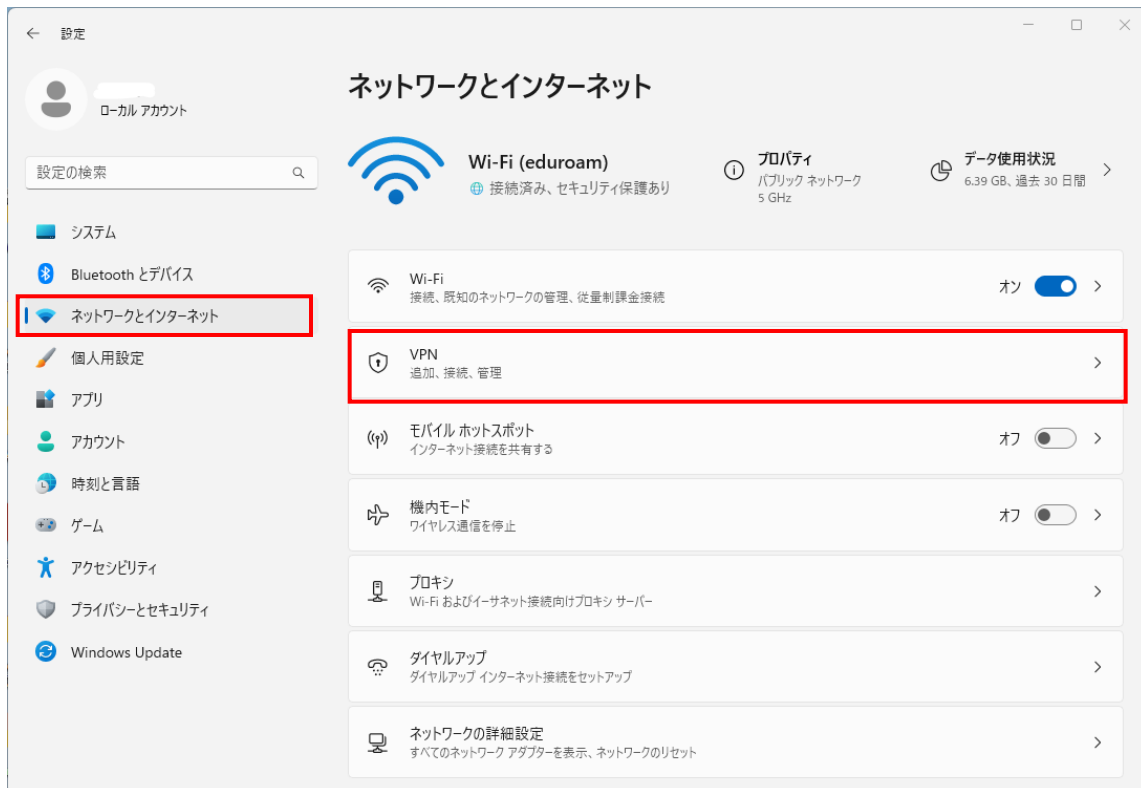 設定
ローカル アカウント
設定の検索
システム
Bluetooth とデバイス
ネットワークとインターネット
個人用設定
アプリ
アカウント
時刻と言語
ゲーム
アクセシビリティ
プライバシーとセキュリティ
Windows Update
ネットワークとインターネット
Wi-Fi (eduroam)
接続済み、セキュリティ保護あり
プロパティ
パブリック ネットワーク
5 GHz
データ使用状況
6.39 GB、過去 30 日間
Wi-Fi
接続、既知のネットワークの管理、従量制課金接続
オン
VPN
追加、接続、管理
モバイル ホットスポット
インターネット接続を共有する
オフ
機内モード
ワイヤレス通信を停止
オフ
プロキシ
Wi-Fi およびイーサネット接続向けプロキシ サーバー
ダイヤルアップ
ダイヤルアップ インターネット接続をセットアップ
ネットワークの詳細設定
すべてのネットワーク アダプターを表示、ネットワークのリセット